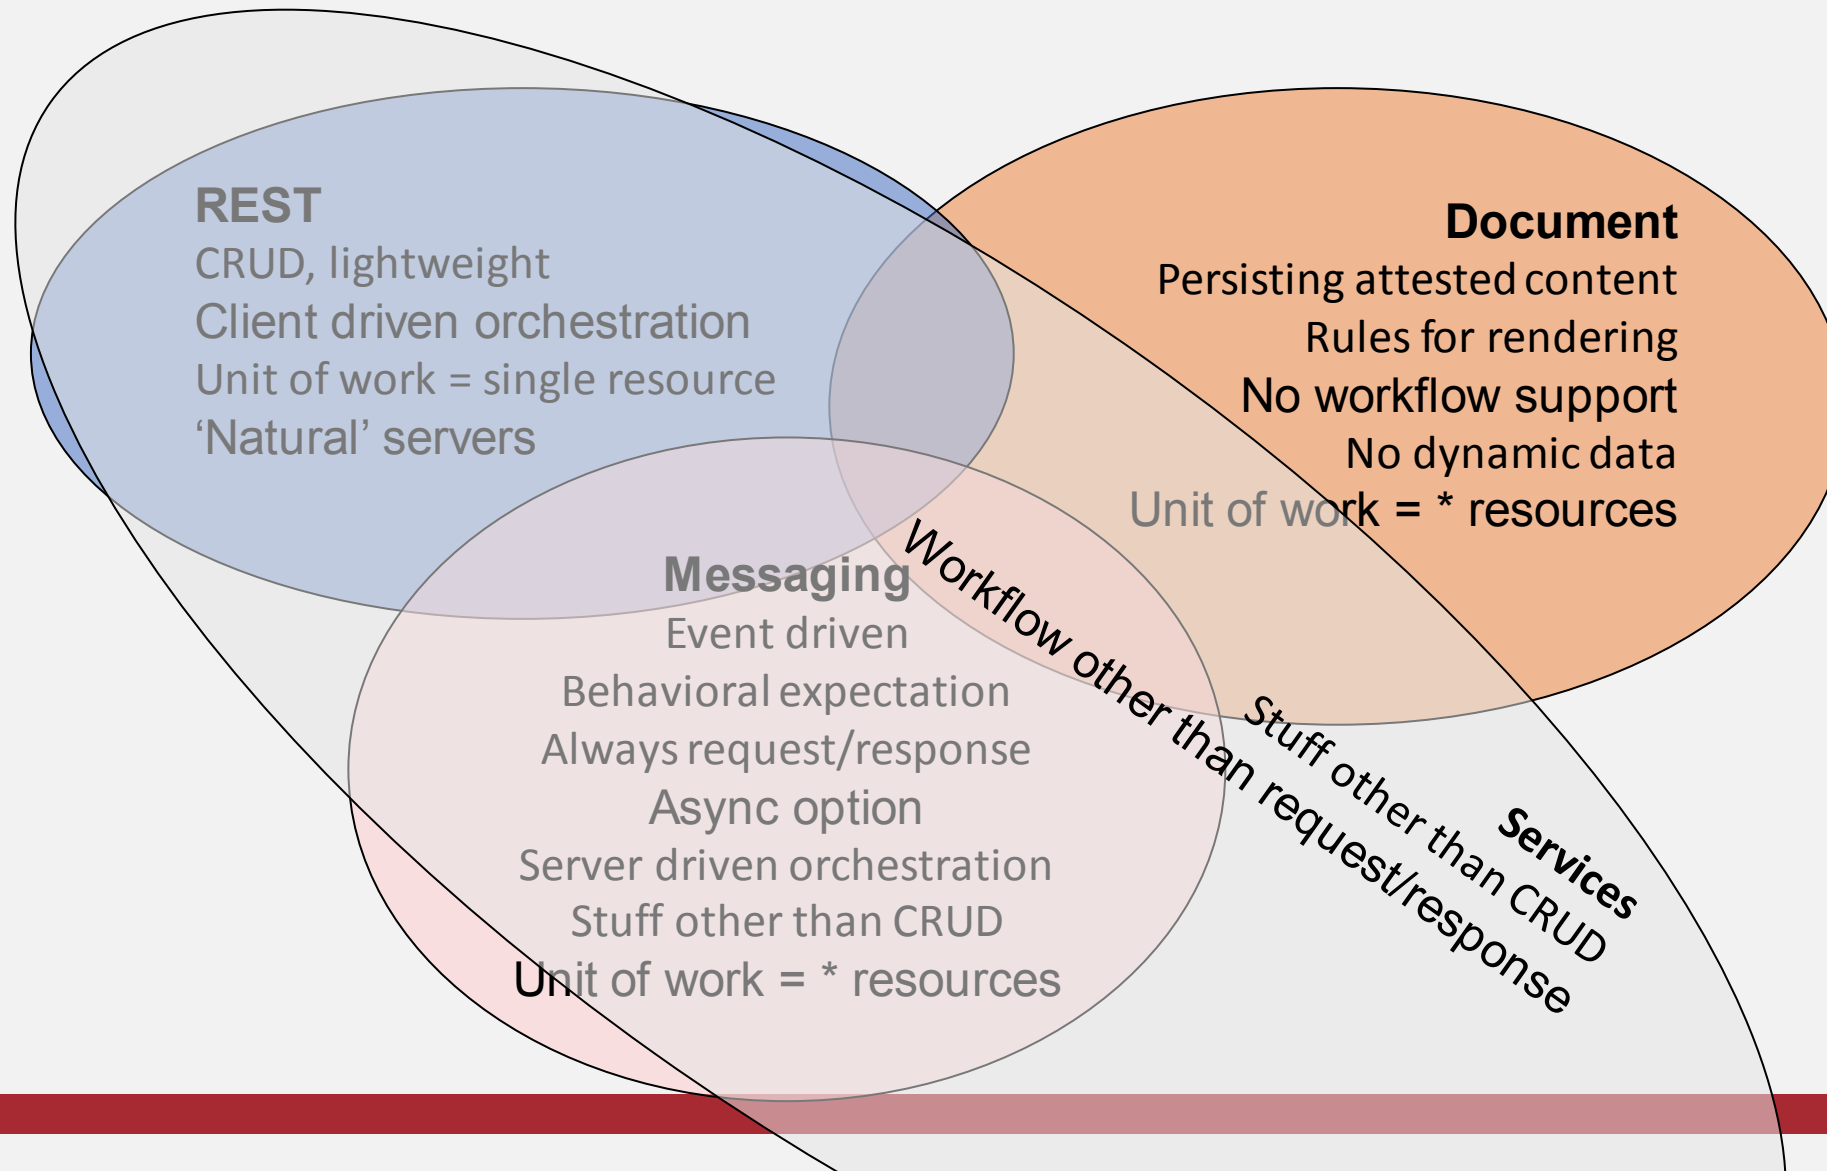 REST
CRUD, lightweight
Client driven orchestration
Unit of work = single resource
‘Natural’ servers
Document
Persisting attested content
Rules for rendering
No workflow support
No dynamic data
Unit of work = * resources
Messaging
Event driven
Behavioral expectation
Always request/response
Async option
Server driven orchestration
Stuff other than CRUD
Unit of work = * resources
Services
Stuff other than CRUD
Workflow other than request/response